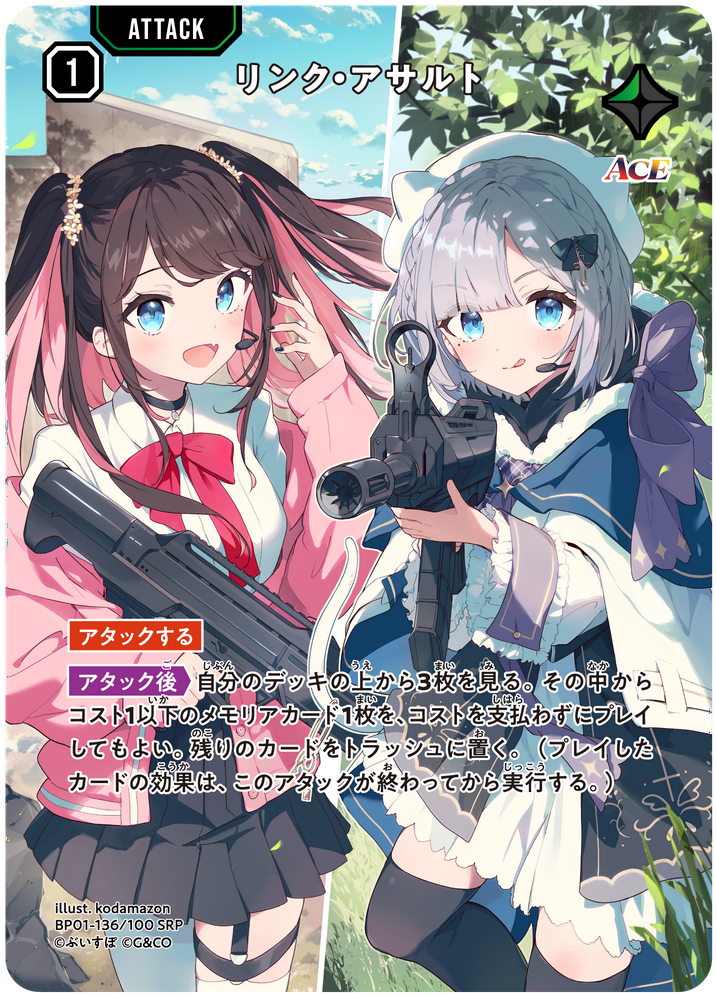 ATTACK
1
リンク・アサルト
ACE
アタックする
アタック後 自分のデッキの上から3枚を見る。その中から
コスト1以下のメモリアカード1枚を、コストを支払わずにプレイ
してもよい。残りのカードをトラッシュに置く。（プレイした
カードの効果は、このアタックが終わってから実行する。）
illust. kodamazon
BP01-136/100 SRP
©ぶいすぽ ©G&CO